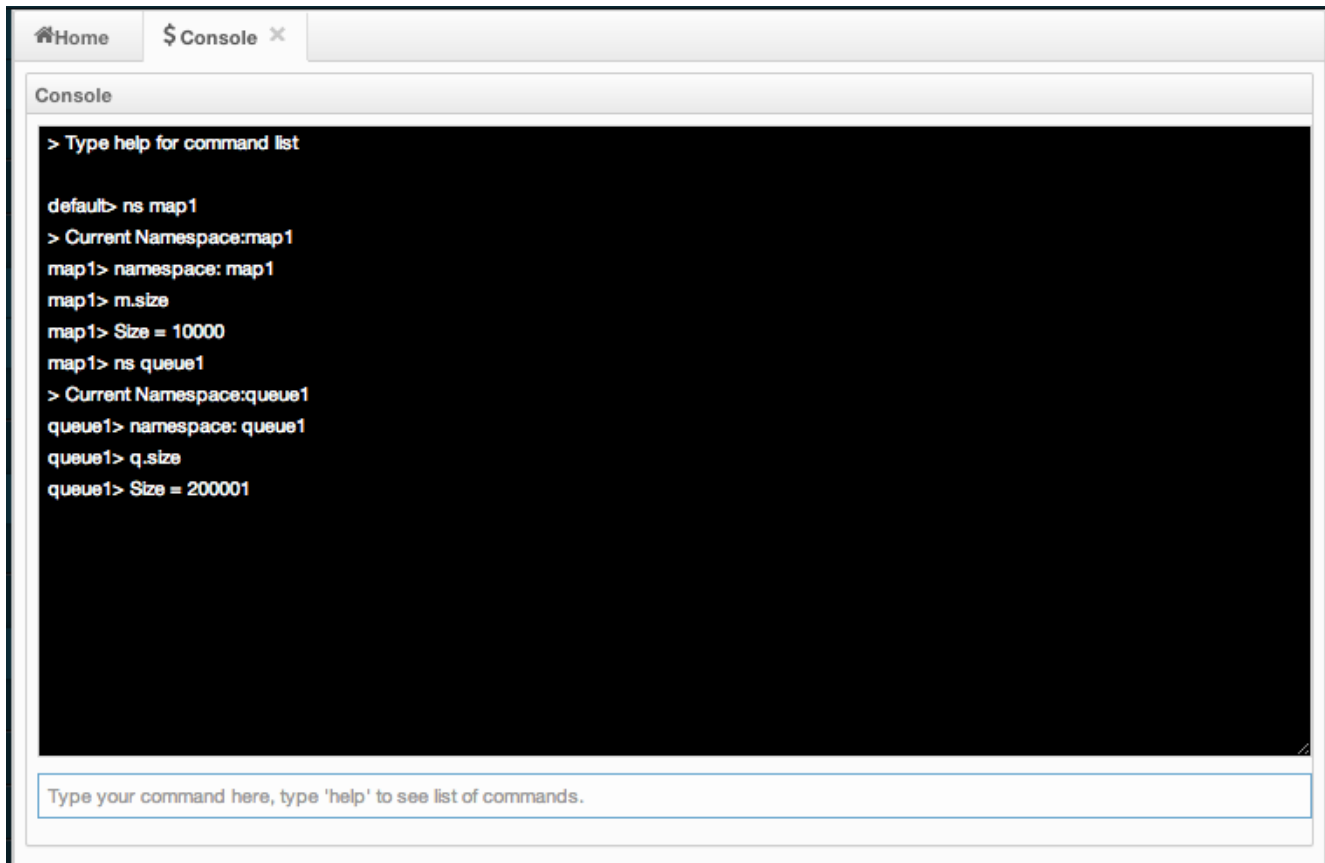 Home
$ Console ×
Console
> Type help for command list
default> ns map1
> Current Namespace:map1
map1> namespace: map1
map1> m.size
map1> Size = 10000
map1> ns queue1
> Current Namespace:queue1
queue1> namespace: queue1
queue1> q.size
queue1> Size = 200001
Type your command here, type 'help' to see list of commands.